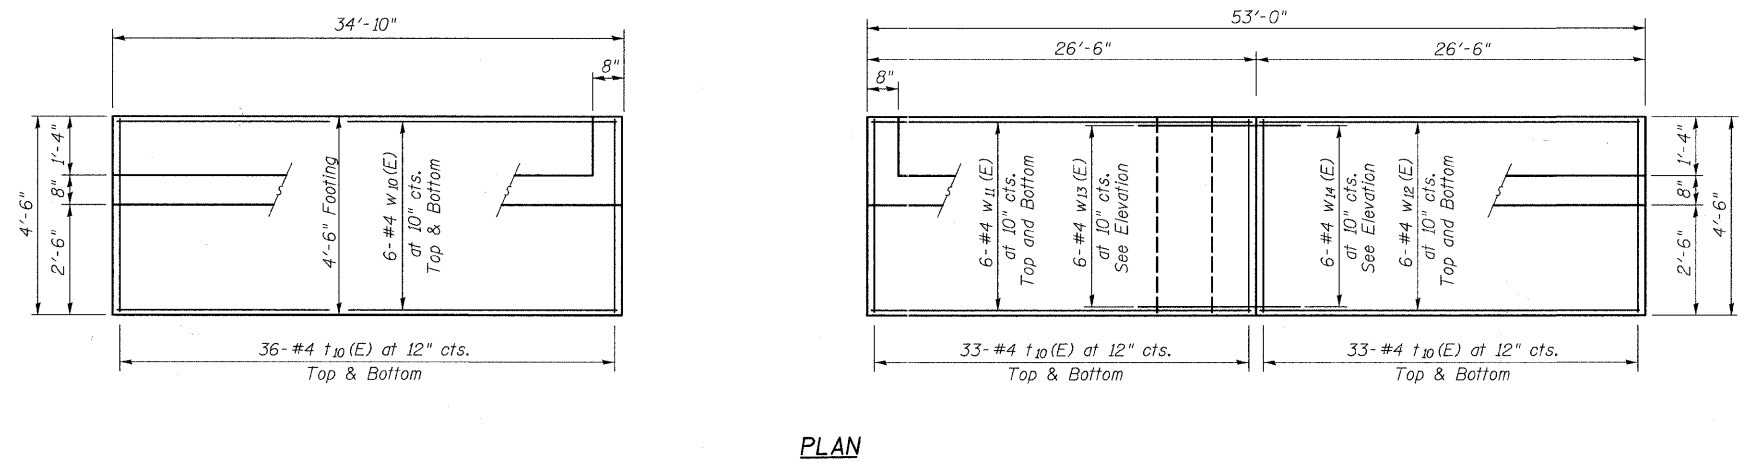 34'-10"
8"
4'-6"
1'-4"
8"
2'-6"
4'-6" Footing
6-#4 w10(E)
at 10" cts.
Top & Bottom
36-#4 t10(E) at 12" cts.
Top & Bottom
53'-0"
26'-6"
26'-6"
8"
6-#4 w11(E)
at 10" cts.
Top and Bottom
6-#4 w13(E)
at 10" cts.
See Elevation
6-#4 w14(E)
at 10" cts.
See Elevation
6-#4 w12(E)
at 10" cts.
Top and Bottom
1'-4"
8"
2'-6"
4'-6"
33-#4 t10(E) at 12" cts.
Top & Bottom
33-#4 t10(E) at 12" cts.
Top & Bottom
PLAN